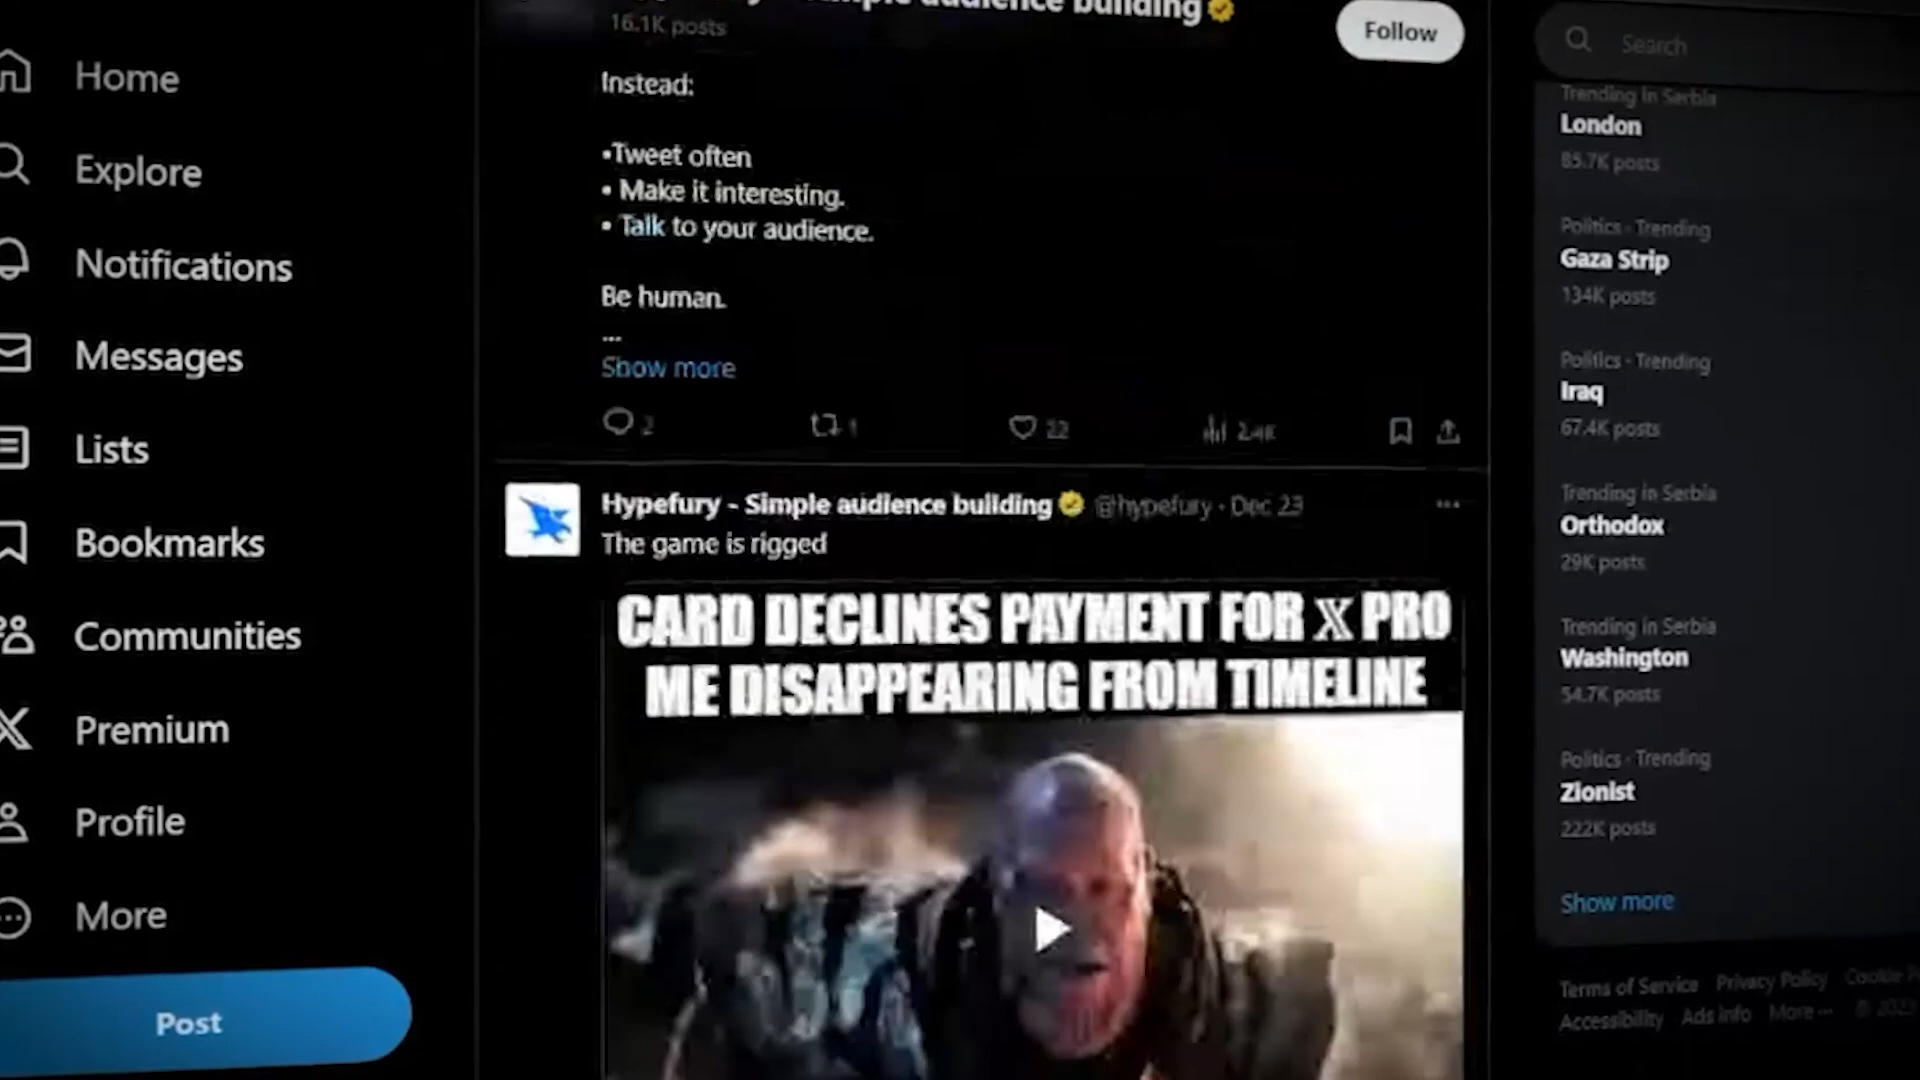 Home
Explore
Notifications
Messages
Lists
Bookmarks
Communities
Premium
Profile
More
Post
audience building
16.1K posts
Follow
Instead:
•Tweet often
• Make it interesting.
• Talk to your audience.
Be human.
...
Show more
2
1
22
2.4K
Hypefury - Simple audience building @hypefury · Dec 23
The game is rigged
CARD DECLINES PAYMENT FOR X PRO
ME DISAPPEARING FROM TIMELINE
Search
Trending in Serbia
London
85.7K posts
Politics · Trending
Gaza Strip
134K posts
Politics · Trending
Iraq
67.4K posts
Trending in Serbia
Orthodox
29K posts
Trending in Serbia
Washington
54.7K posts
Politics · Trending
Zionist
222K posts
Show more
Terms of Service Privacy Policy Cookie
Accessibility Ads info More ... © 2023